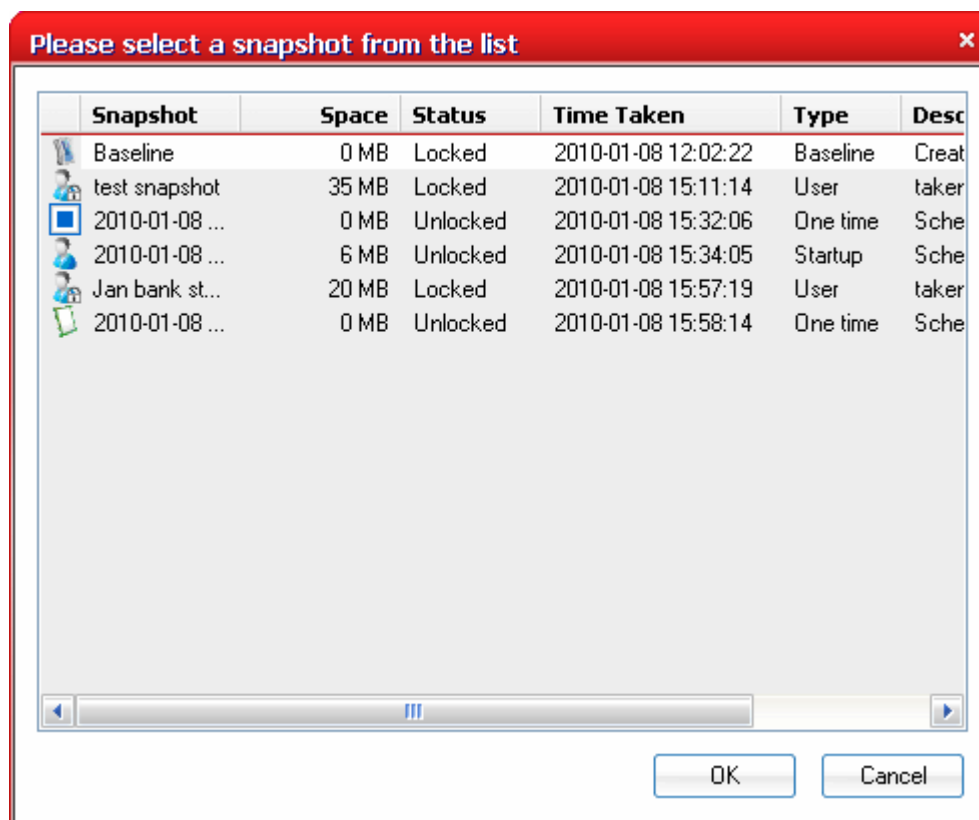 Please select a snapshot from the list
Snapshot Space Status Time Taken Type Desc
Baseline 0 MB Locked 2010-01-08 12:02:22 Baseline Creat
test snapshot 35 MB Locked 2010-01-08 15:11:14 User taker
2010-01-08 ... 0 MB Unlocked 2010-01-08 15:32:06 One time Sche
2010-01-08 ... 6 MB Unlocked 2010-01-08 15:34:05 Startup Sche
Jan bank st... 20 MB Locked 2010-01-08 15:57:19 User taker
2010-01-08 ... 0 MB Unlocked 2010-01-08 15:58:14 One time Sche
OK Cancel